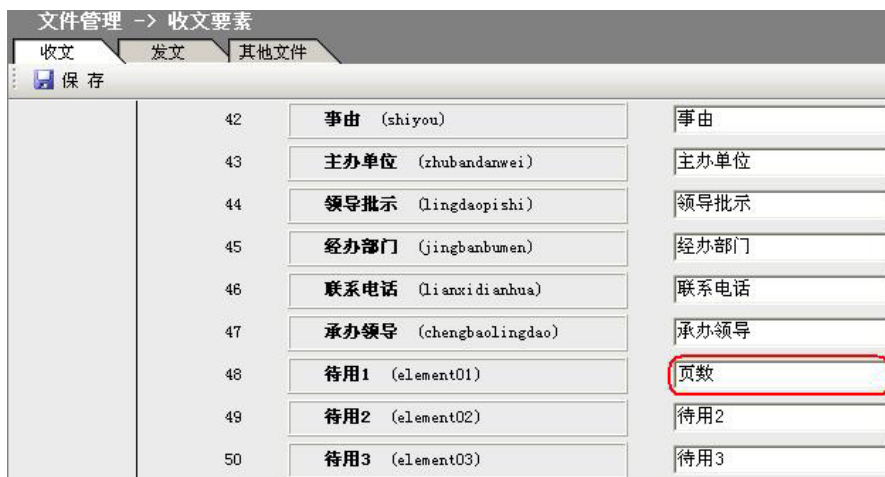 文件管理 -> 收文要素
收文 发文 其他文件
保存
42 事由 (shiyou) 事由
43 主办单位 (zhubandanwei) 主办单位
44 领导批示 (lingdaopishi) 领导批示
45 经办部门 (jingbanbumen) 经办部门
46 联系电话 (lianxidianhua) 联系电话
47 承办领导 (chengbaolingdao) 承办领导
48 待用1 (element01) 页数
49 待用2 (element02) 待用2
50 待用3 (element03) 待用3